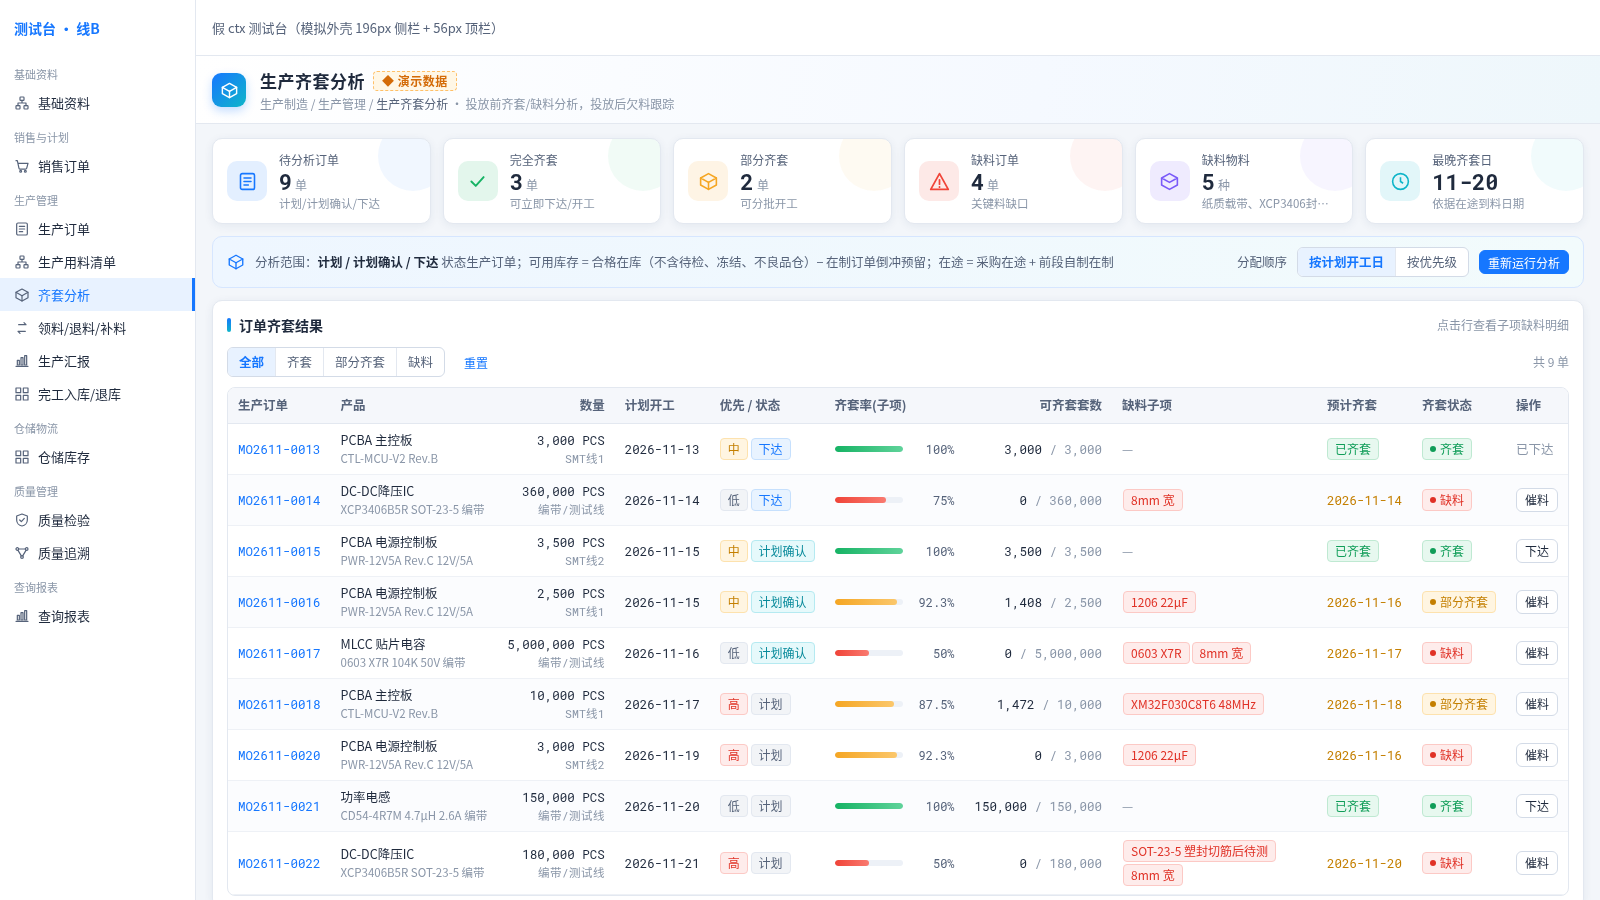 测试台 · 线B
基础资料
基础资料
销售与计划
销售订单
生产管理
生产订单
生产用料清单
齐套分析
领料/退料/补料
生产汇报
完工入库/退库
仓储物流
仓储库存
质量管理
质量检验
质量追溯
查询报表
查询报表
假 ctx 测试台（模拟外壳 196px 侧栏 + 56px 顶栏）
生产齐套分析 ◆ 演示数据
生产制造 / 生产管理 / 生产齐套分析 · 投放前齐套/缺料分析，投放后欠料跟踪
待分析订单
9 单
计划/计划确认/下达
完全齐套
3 单
可立即下达/开工
部分齐套
2 单
可分批开工
缺料订单
4 单
关键料缺口
缺料物料
5 种
纸质载带、XCP3406封…
最晚齐套日
11-20
依据在途到料日期
分析范围：计划 / 计划确认 / 下达 状态生产订单；可用库存 = 合格在库（不含待检、冻结、不良品仓）− 在制订单倒冲预留；在途 = 采购在途 + 前段自制在制
分配顺序 按计划开工日 按优先级 重新运行分析
订单齐套结果 点击行查看子项缺料明细
全部 齐套 部分齐套 缺料 重置 共 9 单
生产订单 产品 数量 计划开工 优先 / 状态 齐套率(子项) 可齐套套数 缺料子项 预计齐套 齐套状态 操作
MO2611-0013 PCBA 主控板 3,000 PCS 2026-11-13 中 下达 100% 3,000 / 3,000 — 已齐套 齐套 已下达
CTL-MCU-V2 Rev.B SMT线1
MO2611-0014 DC-DC降压IC 360,000 PCS 2026-11-14 低 下达 75% 0 / 360,000 8mm 宽 2026-11-14 缺料 催料
XCP3406B5R SOT-23-5 编带 编带/测试线
MO2611-0015 PCBA 电源控制板 3,500 PCS 2026-11-15 中 计划确认 100% 3,500 / 3,500 — 已齐套 齐套 下达
PWR-12V5A Rev.C 12V/5A SMT线2
MO2611-0016 PCBA 电源控制板 2,500 PCS 2026-11-15 中 计划确认 92.3% 1,408 / 2,500 1206 22μF 2026-11-16 部分齐套 催料
PWR-12V5A Rev.C 12V/5A SMT线1
MO2611-0017 MLCC 贴片电容 5,000,000 PCS 2026-11-16 低 计划确认 50% 0 / 5,000,000 0603 X7R 8mm 宽 2026-11-17 缺料 催料
0603 X7R 104K 50V 编带 编带/测试线
MO2611-0018 PCBA 主控板 10,000 PCS 2026-11-17 高 计划 87.5% 1,472 / 10,000 XM32F030C8T6 48MHz 2026-11-18 部分齐套 催料
CTL-MCU-V2 Rev.B SMT线1
MO2611-0020 PCBA 电源控制板 3,000 PCS 2026-11-19 高 计划 92.3% 0 / 3,000 1206 22μF 2026-11-16 缺料 催料
PWR-12V5A Rev.C 12V/5A SMT线2
MO2611-0021 功率电感 150,000 PCS 2026-11-20 低 计划 100% 150,000 / 150,000 — 已齐套 齐套 下达
CD54-4R7M 4.7μH 2.6A 编带 编带/测试线
MO2611-0022 DC-DC降压IC 180,000 PCS 2026-11-21 高 计划 50% 0 / 180,000 SOT-23-5 塑封切筋后待测 8mm 宽 2026-11-20 缺料 催料
XCP3406B5R SOT-23-5 编带 编带/测试线